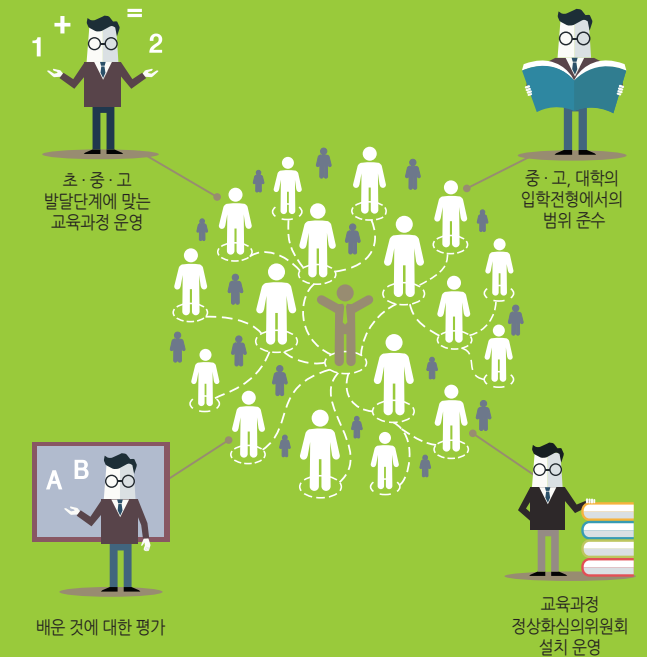 1 + = 2
초 · 중 · 고
발달단계에 맞는
교육과정 운영
중 · 고, 대학의
입학전형에서의
범위 준수
A B
배운 것에 대한 평가
교육과정
정상화심의위원회
설치 운영